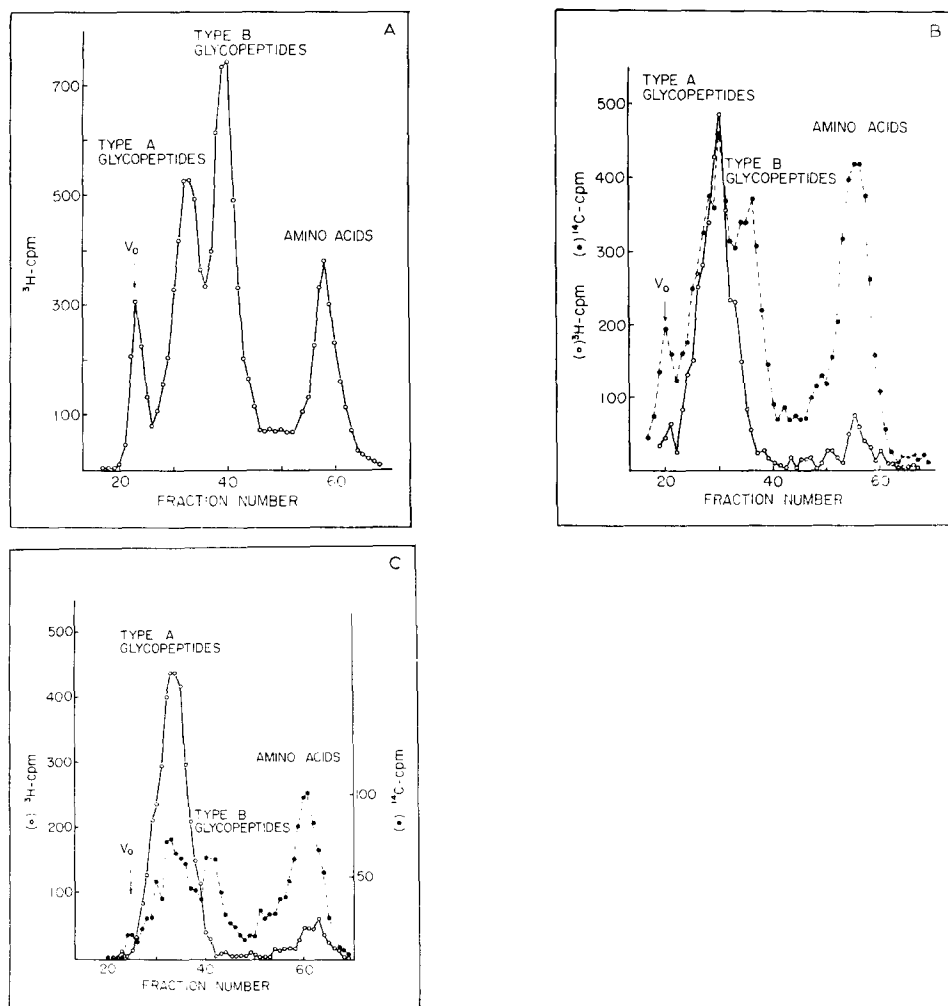 A
TYPE B
GLYCOPEPTIDES
700
TYPE A
GLYCOPEPTIDES
500
AMINO ACIDS
Vo
³H-cpm
300
100
20 40 60
FRACTION NUMBER
B
TYPE A
GLYCOPEPTIDES
500
AMINO ACIDS
TYPE B
GLYCOPEPTIDES
400
(●) ¹⁴C-cpm
300
Vo
(○) ³H-cpm
200
100
20 40 60
FRACTION NUMBER
C
500
TYPE A
GLYCOPEPTIDES
400
(○) ³H-cpm
300
AMINO ACIDS
100
(●) ¹⁴C-cpm
200
TYPE B
GLYCOPEPTIDES
Vo
50
100
20 40 60
FRACTION NUMBER